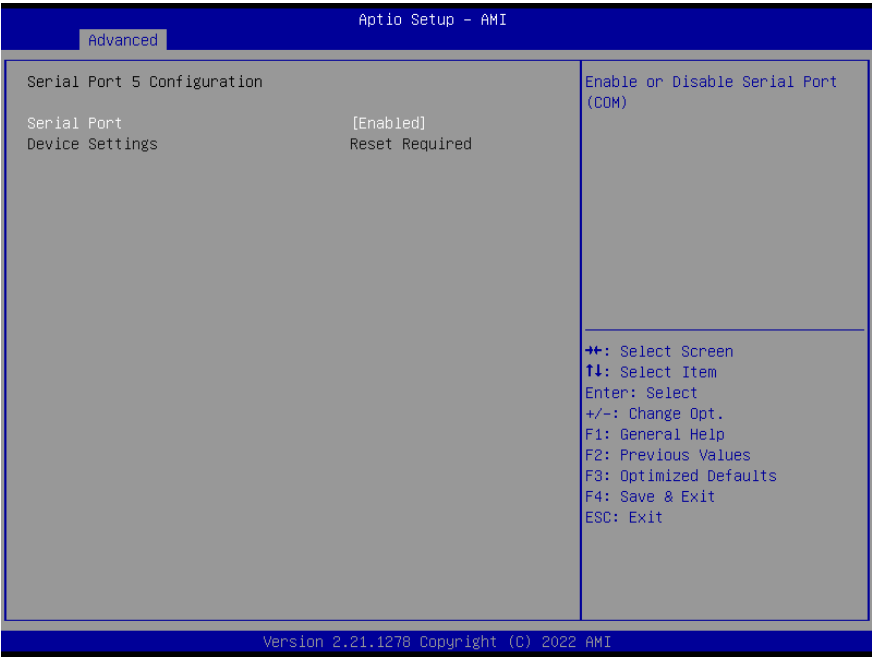 Aptio Setup – AMI
Advanced
Serial Port 5 Configuration
Serial Port [Enabled]
Device Settings Reset Required
Enable or Disable Serial Port
(COM)
→←: Select Screen
↑↓: Select Item
Enter: Select
+/-: Change Opt.
F1: General Help
F2: Previous Values
F3: Optimized Defaults
F4: Save & Exit
ESC: Exit
Version 2.21.1278 Copyright (C) 2022 AMI